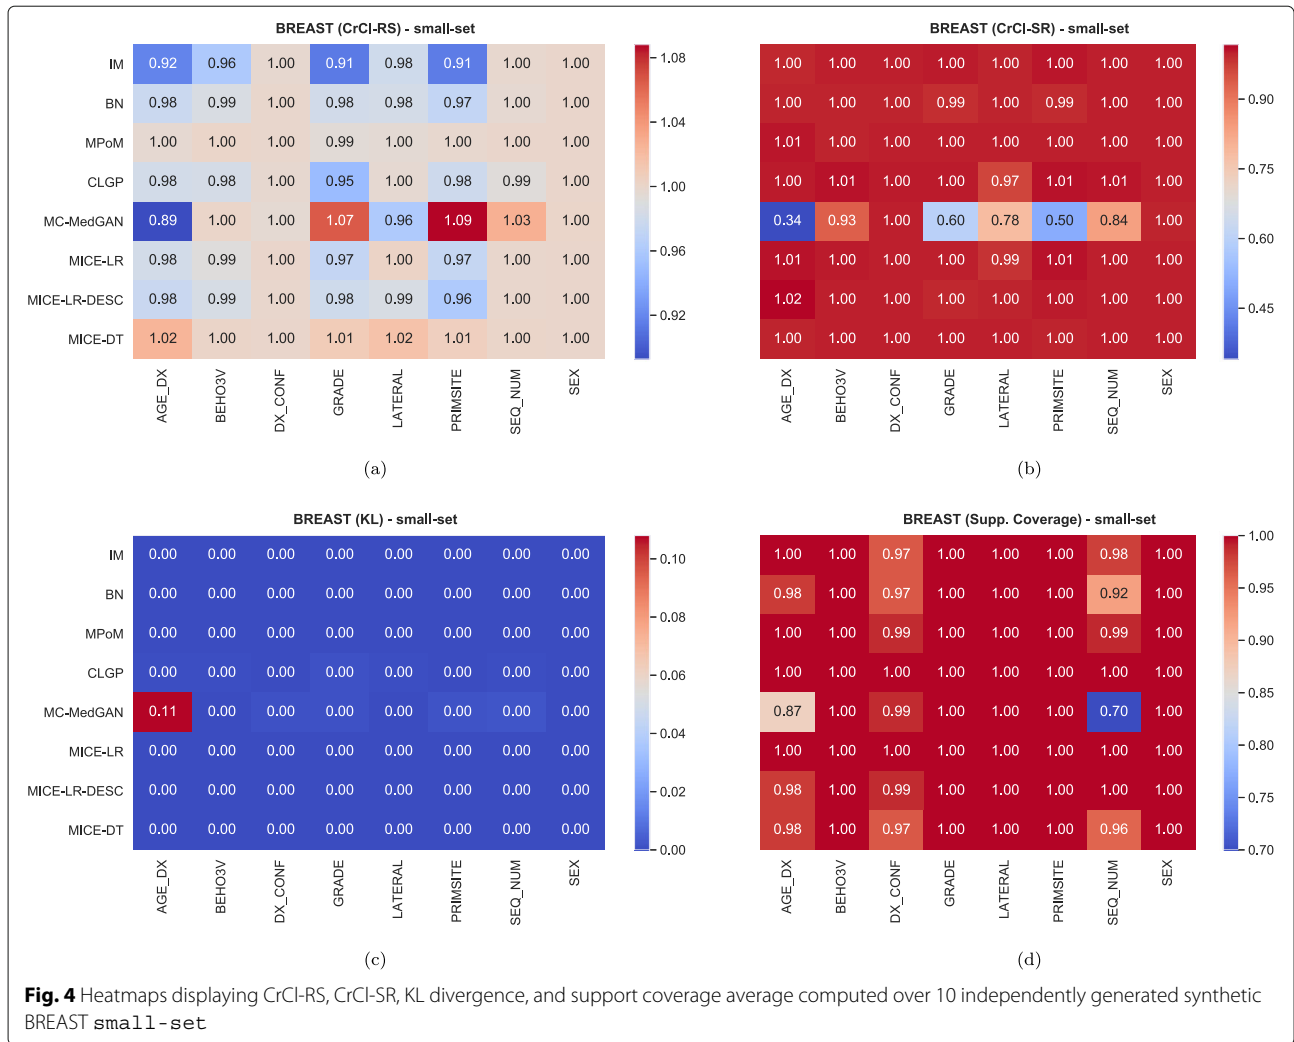 BREAST (CrCl-RS) - small-set
IM 0.92 0.96 1.00 0.91 0.98 0.91 1.00 1.00
BN 0.98 0.99 1.00 0.98 0.98 0.97 1.00 1.00
MPoM 1.00 1.00 1.00 0.99 1.00 1.00 1.00 1.00
CLGP 0.98 0.98 1.00 0.95 1.00 0.98 0.99 1.00
MC-MedGAN 0.89 1.00 1.00 1.07 0.96 1.09 1.03 1.00
MICE-LR 0.98 0.99 1.00 0.97 1.00 0.97 1.00 1.00
MICE-LR-DESC 0.98 0.99 1.00 0.98 0.99 0.96 1.00 1.00
MICE-DT 1.02 1.00 1.00 1.01 1.02 1.01 1.00 1.00
AGE_DX BEHO3V DX_CONF GRADE LATERAL PRIMSITE SEQ_NUM SEX
1.08
1.04
1.00
0.96
0.92
(a)
BREAST (CrCl-SR) - small-set
1.00 1.00 1.00 1.00 1.00 1.00 1.00 1.00
1.00 1.00 1.00 0.99 1.00 0.99 1.00 1.00
1.01 1.00 1.00 1.00 1.00 1.00 1.00 1.00
1.00 1.01 1.00 1.00 0.97 1.01 1.01 1.00
0.34 0.93 1.00 0.60 0.78 0.50 0.84 1.00
1.01 1.00 1.00 1.00 0.99 1.01 1.00 1.00
1.02 1.00 1.00 1.00 1.00 1.00 1.00 1.00
1.00 1.00 1.00 1.00 1.00 1.00 1.00 1.00
AGE_DX BEHO3V DX_CONF GRADE LATERAL PRIMSITE SEQ_NUM SEX
0.90
0.75
0.60
0.45
(b)
BREAST (KL) - small-set
IM 0.00 0.00 0.00 0.00 0.00 0.00 0.00 0.00
BN 0.00 0.00 0.00 0.00 0.00 0.00 0.00 0.00
MPoM 0.00 0.00 0.00 0.00 0.00 0.00 0.00 0.00
CLGP 0.00 0.00 0.00 0.00 0.00 0.00 0.00 0.00
MC-MedGAN 0.11 0.00 0.00 0.00 0.00 0.00 0.00 0.00
MICE-LR 0.00 0.00 0.00 0.00 0.00 0.00 0.00 0.00
MICE-LR-DESC 0.00 0.00 0.00 0.00 0.00 0.00 0.00 0.00
MICE-DT 0.00 0.00 0.00 0.00 0.00 0.00 0.00 0.00
AGE_DX BEHO3V DX_CONF GRADE LATERAL PRIMSITE SEQ_NUM SEX
0.10
0.08
0.06
0.04
0.02
0.00
(c)
BREAST (Supp. Coverage) - small-set
1.00 1.00 0.97 1.00 1.00 1.00 0.98 1.00
0.98 1.00 0.97 1.00 1.00 1.00 0.92 1.00
1.00 1.00 0.99 1.00 1.00 1.00 0.99 1.00
1.00 1.00 1.00 1.00 1.00 1.00 1.00 1.00
0.87 1.00 0.99 1.00 1.00 1.00 0.70 1.00
1.00 1.00 1.00 1.00 1.00 1.00 1.00 1.00
0.98 1.00 0.99 1.00 1.00 1.00 1.00 1.00
0.98 1.00 0.97 1.00 1.00 1.00 0.96 1.00
AGE_DX BEHO3V DX_CONF GRADE LATERAL PRIMSITE SEQ_NUM SEX
1.00
0.95
0.90
0.85
0.80
0.75
0.70
(d)
Fig. 4 Heatmaps displaying CrCl-RS, CrCl-SR, KL divergence, and support coverage average computed over 10 independently generated synthetic
BREAST small-set